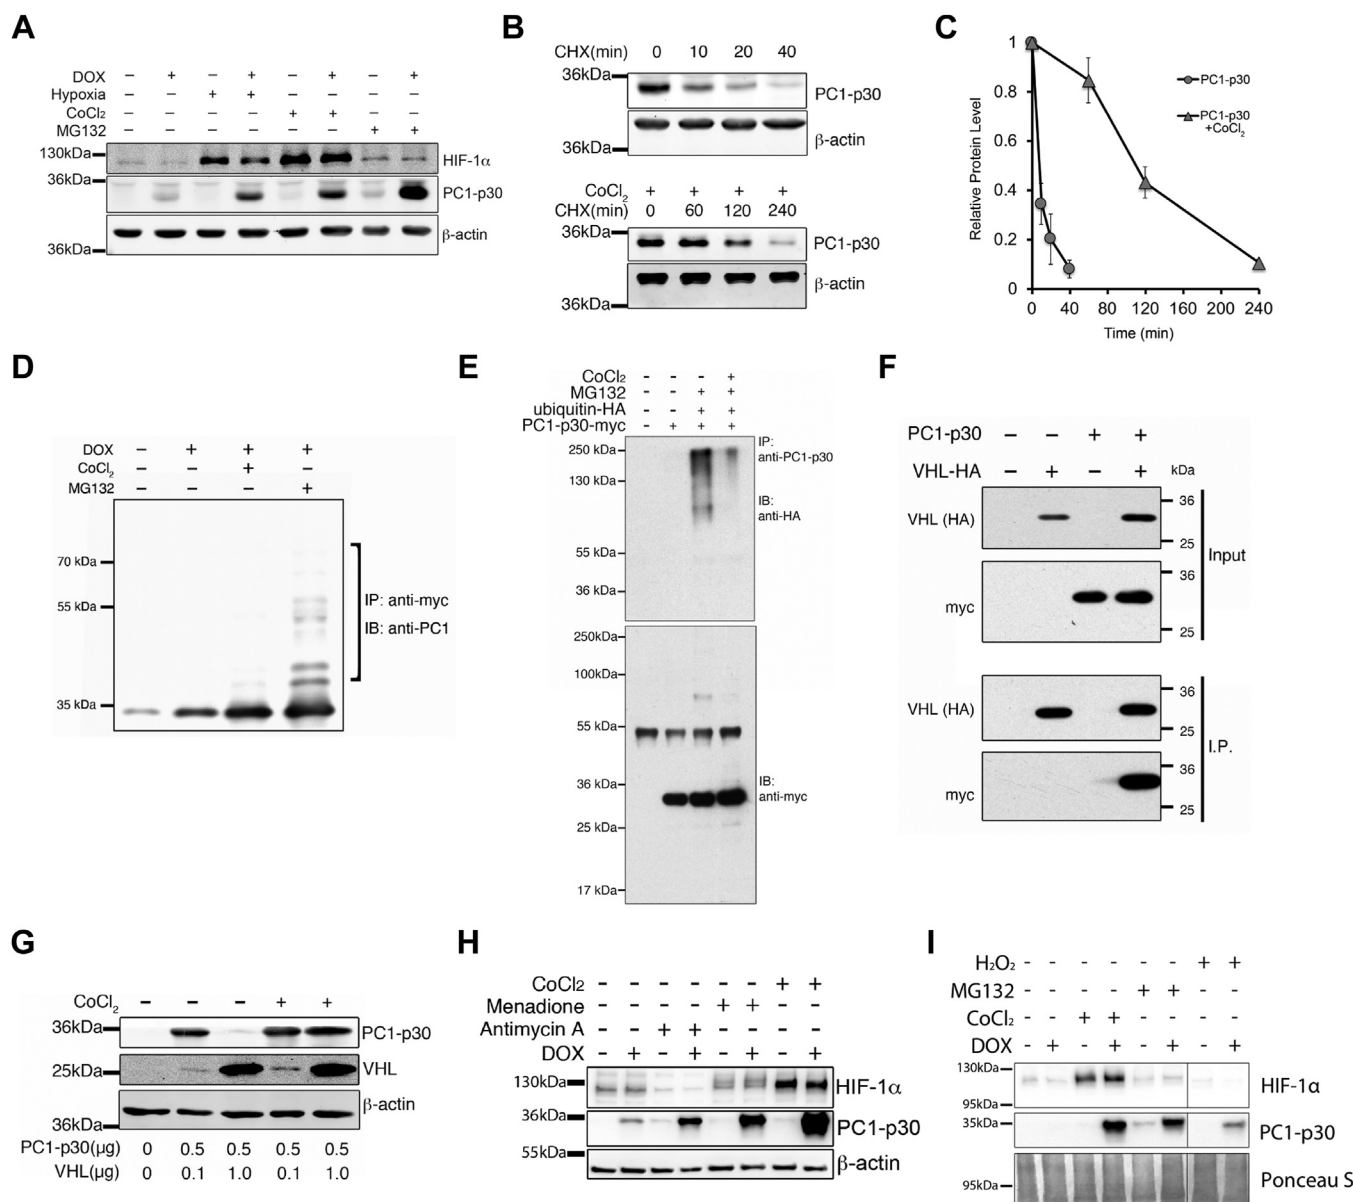 A
DOX - + - + - + - +
Hypoxia - - + + - - - -
CoCl₂ - - - - + + - -
MG132 - - - - - - + +
130kDa
HIF-1α
36kDa
PC1-p30
β-actin
36kDa
B
CHX(min) 0 10 20 40
36kDa
PC1-p30
β-actin
36kDa
CoCl₂ + + + +
CHX(min) 0 60 120 240
36kDa
PC1-p30
β-actin
36kDa
C
Relative Protein Level
1
0.8
0.6
0.4
0.2
0
0 40 80 120 160 200 240
Time (min)
PC1-p30
PC1-p30
+CoCl₂
D
DOX - + + +
CoCl₂ - - + -
MG132 - - - +
70 kDa
55 kDa
35 kDa
IP: anti-myc
IB: anti-PC1
E
CoCl₂ - - - +
MG132 - - + +
ubiquitin-HA - - + +
PC1-p30-myc - + + +
250 kDa
130 kDa
55 kDa
36 kDa
IP:
anti-PC1-p30
IB:
anti-HA
250kDa
100kDa
55 kDa
36 kDa
25 kDa
17 kDa
IB:
anti-myc
F
PC1-p30 - - + +
VHL-HA - + - +
kDa
VHL (HA)
36
25
myc
36
25
Input
VHL (HA)
36
25
myc
36
25
I.P.
G
CoCl₂ - - - + +
36kDa
PC1-p30
25kDa
VHL
β-actin
36kDa
PC1-p30(μg) 0 0.5 0.5 0.5 0.5
VHL(μg) 0 0.1 1.0 0.1 1.0
H
CoCl₂ - - - - - - + +
Menadione - - - - + + - -
Antimycin A - - + + - - - -
DOX - + - + - + - +
130kDa
HIF-1α
36kDa
PC1-p30
55kDa
β-actin
I
H₂O₂ - - - - - - + +
MG132 - - - - + + - -
CoCl₂ - - + + - - - -
DOX - + - + - + - +
130kDa
HIF-1α
95kDa
35kDa
PC1-p30
95kDa
Ponceau S